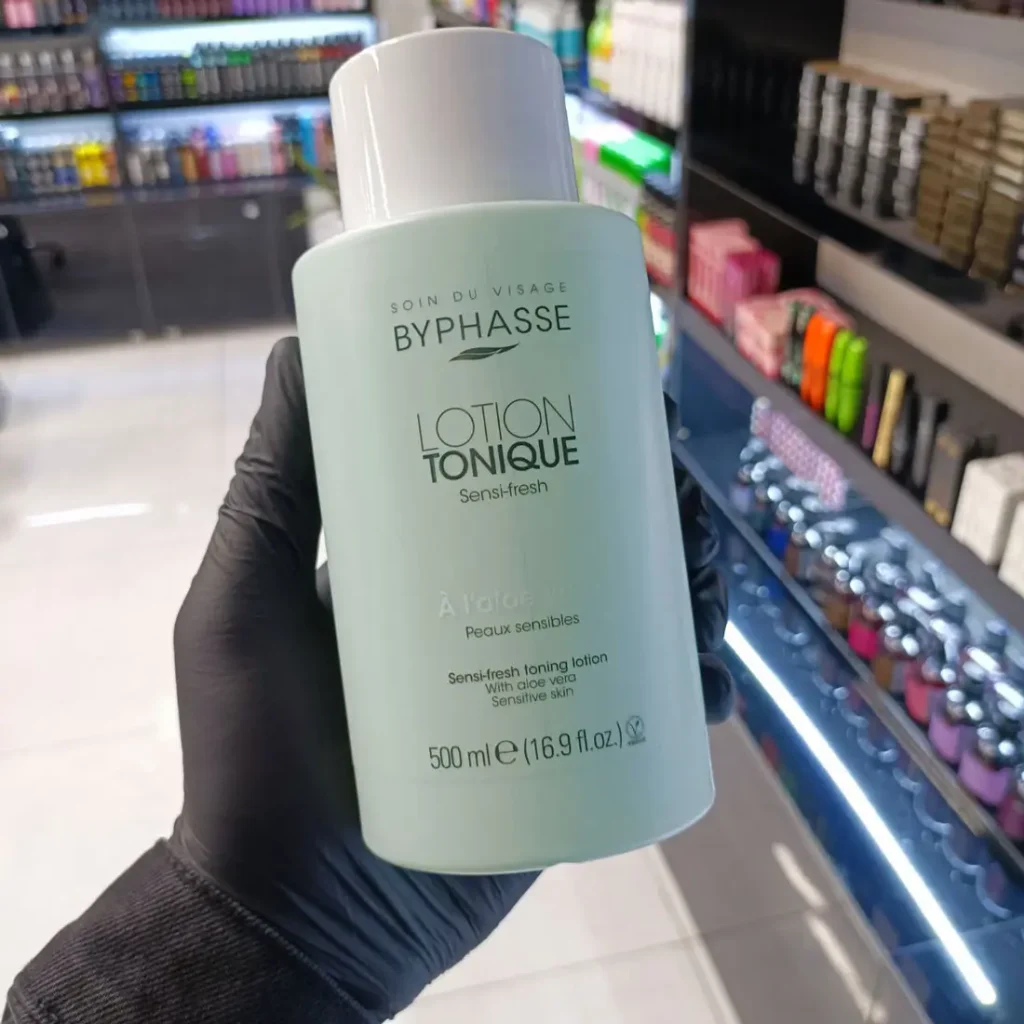 SOIN DU VISAGE
BYPHASSE
LOTION
TONIQUE
Sensi-fresh
À l'aloe
Peaux sensibles
Sensi-fresh toning lotion
With aloe vera
Sensitive skin
500 ml e (16.9 fl.oz.)